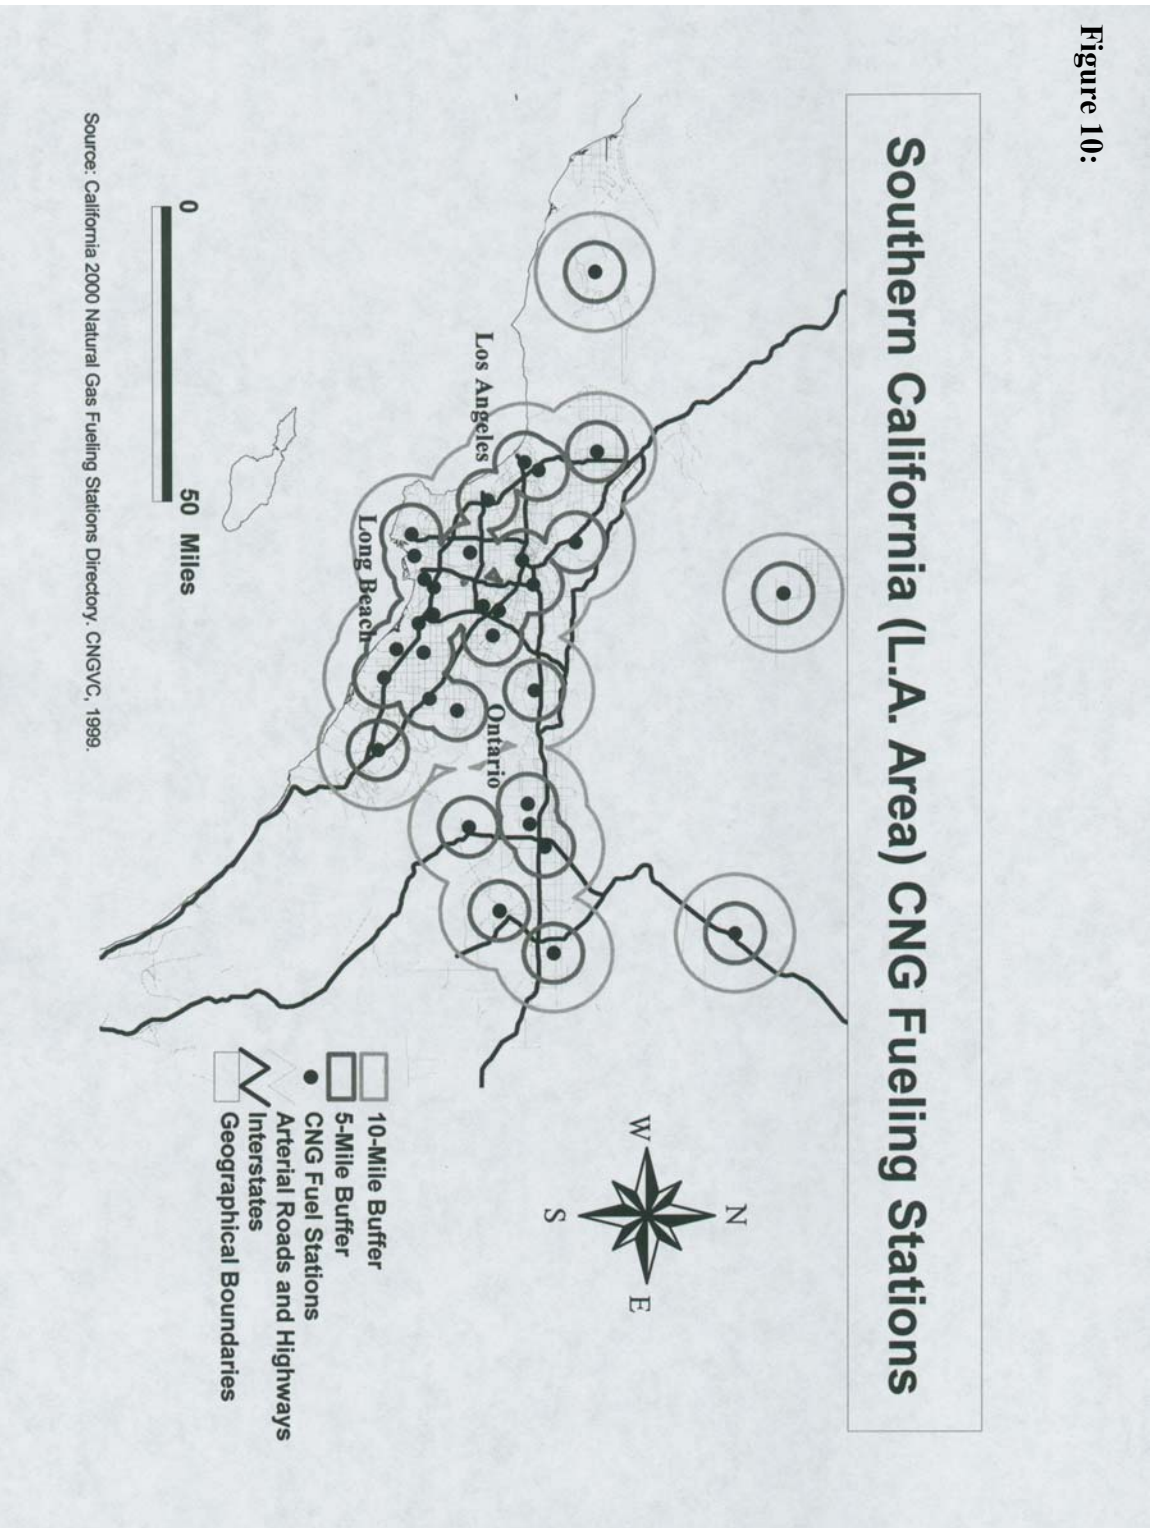 Figure 10:
Southern California (L.A. Area) CNG Fueling Stations
N
W
E
S
Los Angeles
Ontario
Long Beach
10-Mile Buffer
5-Mile Buffer
CNG Fuel Stations
Arterial Roads and Highways
Interstates
Geographical Boundaries
0
50 Miles
Source: California 2000 Natural Gas Fueling Stations Directory. CNGVC, 1999.